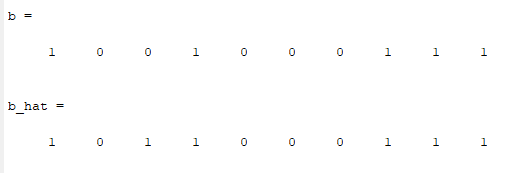 b =
1 0 0 1 0 0 0 1 1 1
b_hat =
1 0 1 1 0 0 0 1 1 1